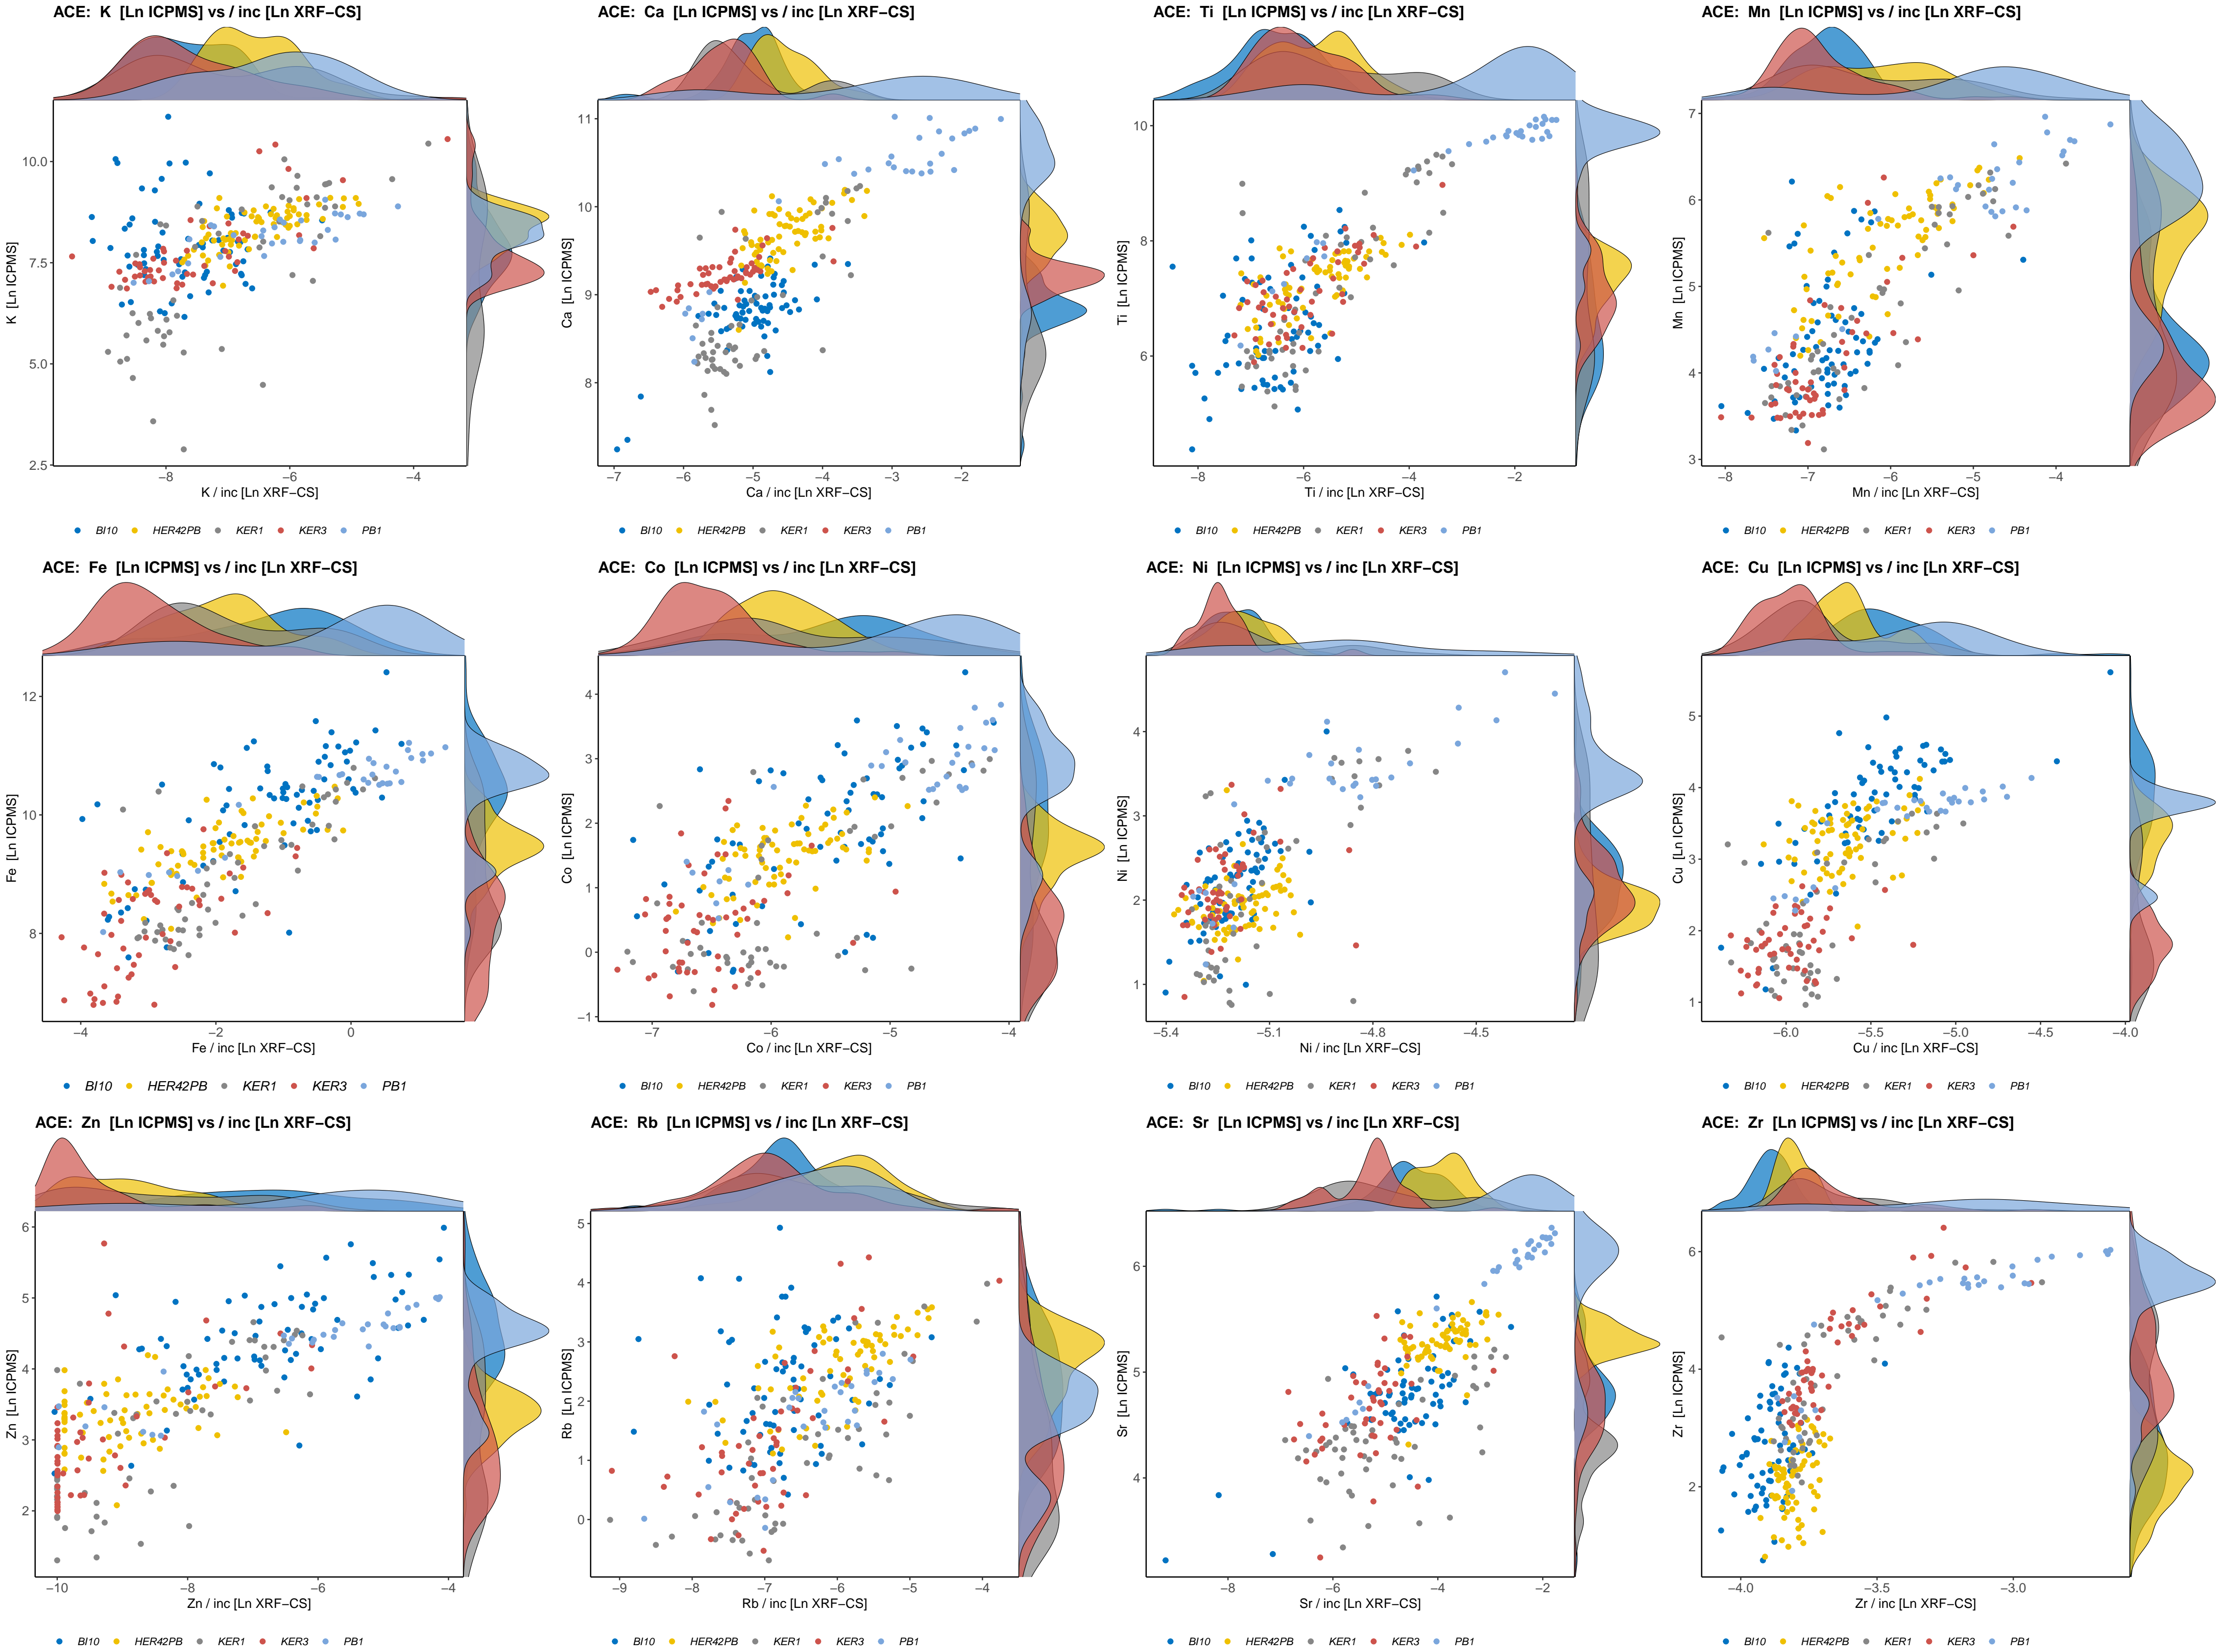 ACE: K [Ln ICPMS] vs / inc [Ln XRF−CS]
K [Ln ICPMS]
10.0
7.5
5.0
2.5
−8 −6 −4
K / inc [Ln XRF−CS]
BI10 HER42PB KER1 KER3 PB1
ACE: Ca [Ln ICPMS] vs / inc [Ln XRF−CS]
Ca [Ln ICPMS]
11
10
9
8
−7 −6 −5 −4 −3 −2
Ca / inc [Ln XRF−CS]
BI10 HER42PB KER1 KER3 PB1
ACE: Ti [Ln ICPMS] vs / inc [Ln XRF−CS]
Ti [Ln ICPMS]
10
8
6
−8 −6 −4 −2
Ti / inc [Ln XRF−CS]
BI10 HER42PB KER1 KER3 PB1
ACE: Mn [Ln ICPMS] vs / inc [Ln XRF−CS]
Mn [Ln ICPMS]
7
6
5
4
3
−8 −7 −6 −5 −4
Mn / inc [Ln XRF−CS]
BI10 HER42PB KER1 KER3 PB1
ACE: Fe [Ln ICPMS] vs / inc [Ln XRF−CS]
Fe [Ln ICPMS]
12
10
8
−4 −2 0
Fe / inc [Ln XRF−CS]
BI10 HER42PB KER1 KER3 PB1
ACE: Co [Ln ICPMS] vs / inc [Ln XRF−CS]
Co [Ln ICPMS]
4
3
2
1
0
−1
−7 −6 −5 −4
Co / inc [Ln XRF−CS]
BI10 HER42PB KER1 KER3 PB1
ACE: Ni [Ln ICPMS] vs / inc [Ln XRF−CS]
Ni [Ln ICPMS]
4
3
2
1
−5.4 −5.1 −4.8 −4.5
Ni / inc [Ln XRF−CS]
BI10 HER42PB KER1 KER3 PB1
ACE: Cu [Ln ICPMS] vs / inc [Ln XRF−CS]
Cu [Ln ICPMS]
5
4
3
2
1
−6.0 −5.5 −5.0 −4.5 −4.0
Cu / inc [Ln XRF−CS]
BI10 HER42PB KER1 KER3 PB1
ACE: Zn [Ln ICPMS] vs / inc [Ln XRF−CS]
Zn [Ln ICPMS]
6
5
4
3
2
−10 −8 −6 −4
Zn / inc [Ln XRF−CS]
BI10 HER42PB KER1 KER3 PB1
ACE: Rb [Ln ICPMS] vs / inc [Ln XRF−CS]
Rb [Ln ICPMS]
5
4
3
2
1
0
−9 −8 −7 −6 −5 −4
Rb / inc [Ln XRF−CS]
BI10 HER42PB KER1 KER3 PB1
ACE: Sr [Ln ICPMS] vs / inc [Ln XRF−CS]
Sr [Ln ICPMS]
6
5
4
−8 −6 −4 −2
Sr / inc [Ln XRF−CS]
BI10 HER42PB KER1 KER3 PB1
ACE: Zr [Ln ICPMS] vs / inc [Ln XRF−CS]
Zr [Ln ICPMS]
6
4
2
−4.0 −3.5 −3.0
Zr / inc [Ln XRF−CS]
BI10 HER42PB KER1 KER3 PB1